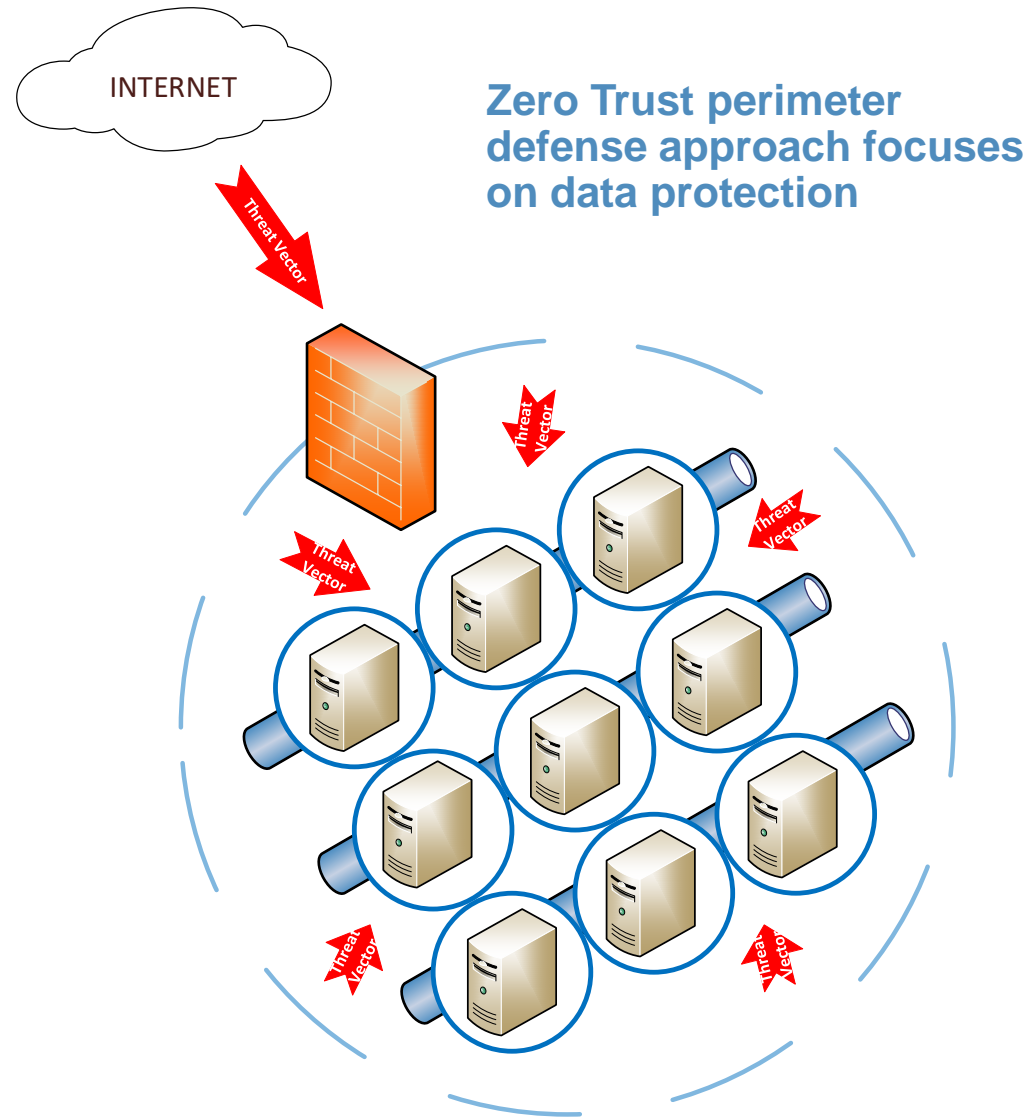 INTERNET
Zero Trust perimeter
defense approach focuses
on data protection
Threat Vector
Threat
Vector
Threat
Vector
Threat
Vector
Threat
Vector
Threat
Vector